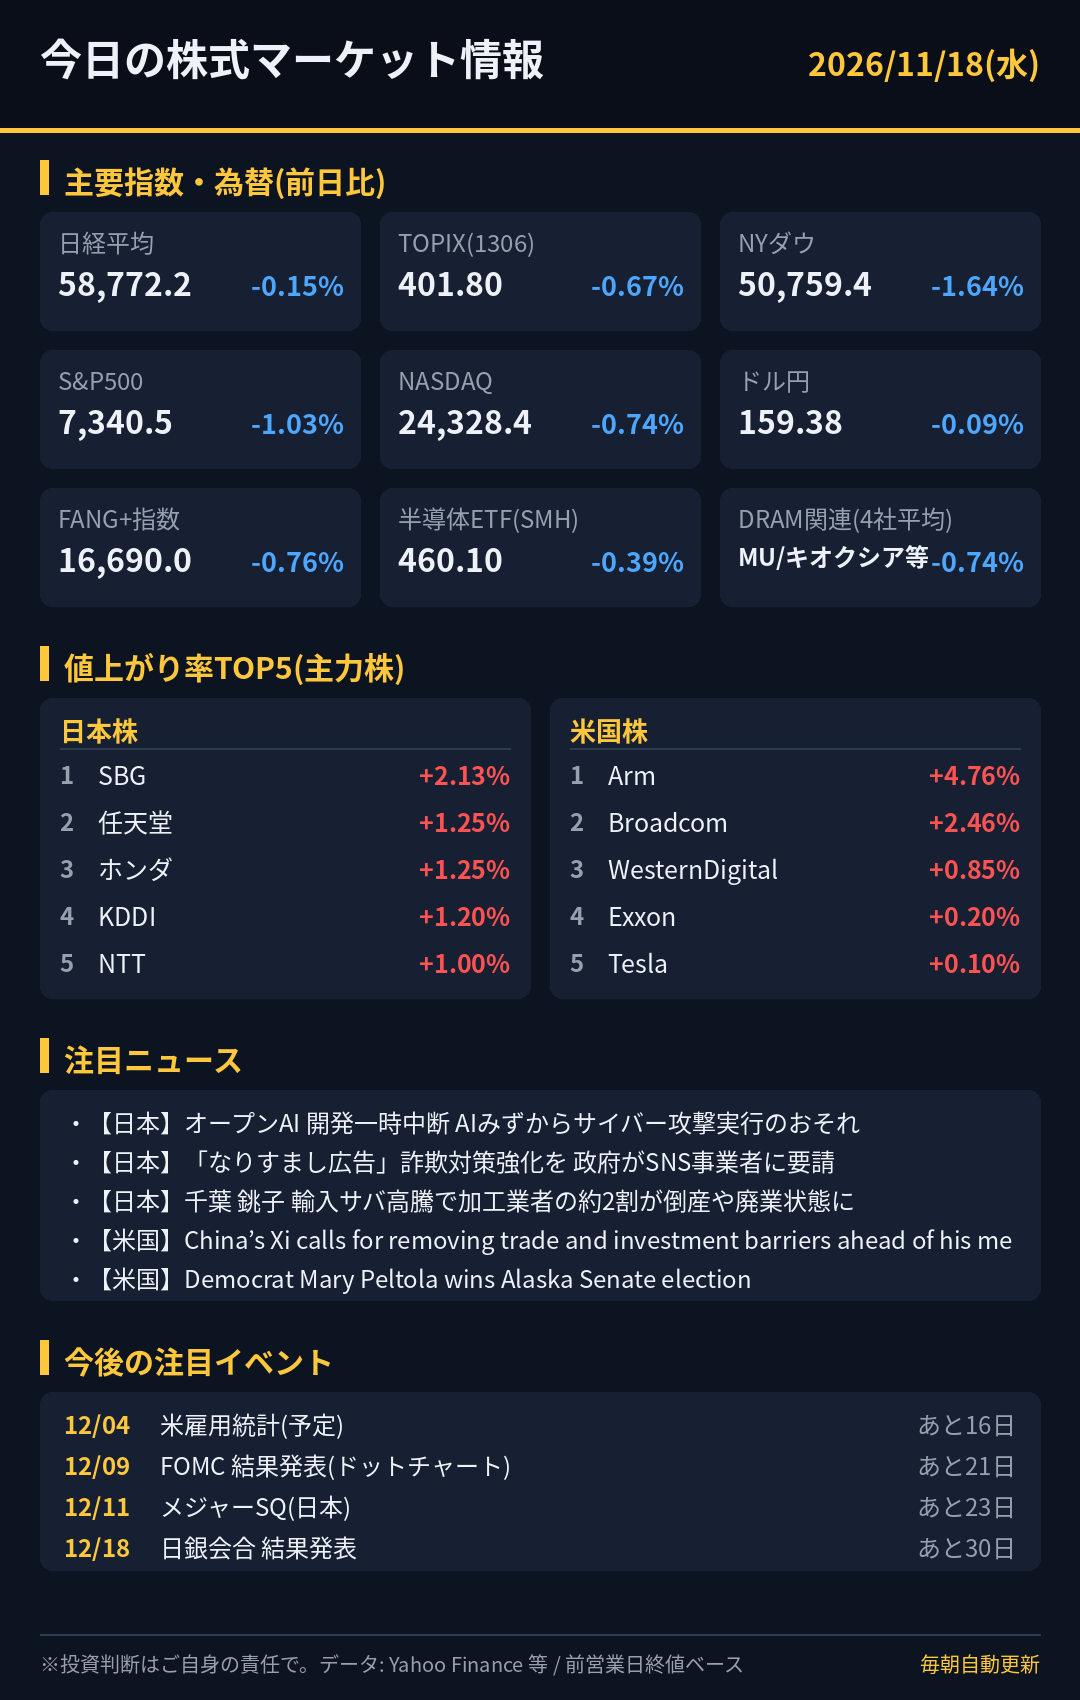 今日の株式マーケット情報
2026/11/18(水)
主要指数・為替(前日比)
日経平均
58,772.2 -0.15%
TOPIX(1306)
401.80 -0.67%
NYダウ
50,759.4 -1.64%
S&P500
7,340.5 -1.03%
NASDAQ
24,328.4 -0.74%
ドル円
159.38 -0.09%
FANG+指数
16,690.0 -0.76%
半導体ETF(SMH)
460.10 -0.39%
DRAM関連(4社平均)
MU/キオクシア等 -0.74%
値上がり率TOP5(主力株)
日本株
1 SBG +2.13%
2 任天堂 +1.25%
3 ホンダ +1.25%
4 KDDI +1.20%
5 NTT +1.00%
米国株
1 Arm +4.76%
2 Broadcom +2.46%
3 WesternDigital +0.85%
4 Exxon +0.20%
5 Tesla +0.10%
注目ニュース
・【日本】オープンAI 開発一時中断 AIみずからサイバー攻撃実行のおそれ
・【日本】「なりすまし広告」詐欺対策強化を 政府がSNS事業者に要請
・【日本】千葉 銚子 輸入サバ高騰で加工業者の約2割が倒産や廃業状態に
・【米国】China’s Xi calls for removing trade and investment barriers ahead of his me
・【米国】Democrat Mary Peltola wins Alaska Senate election
今後の注目イベント
12/04 米雇用統計(予定) あと16日
12/09 FOMC 結果発表(ドットチャート) あと21日
12/11 メジャーSQ(日本) あと23日
12/18 日銀会合 結果発表 あと30日
※投資判断はご自身の責任で。データ: Yahoo Finance 等 / 前営業日終値ベース
毎朝自動更新